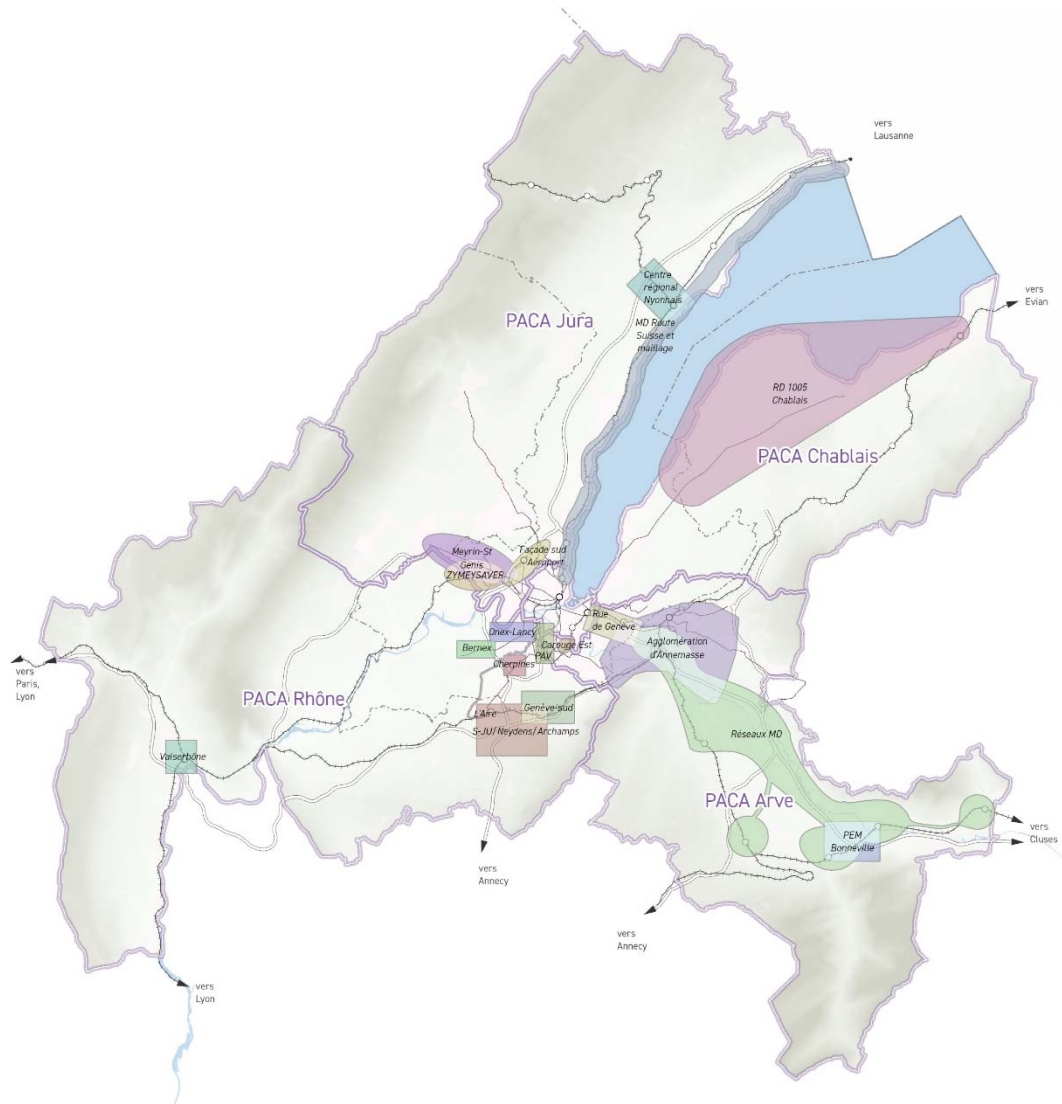 vers
Lausanne
Centre
régional
Nyonnais
vers
Evian
PACA Jura
MD Route
Suisse et
maillage
RD 1005
Chablais
PACA Chablais
Meyrin-St
Genis
ZYMEYSAVER
Façade sud
Aéroport
Rue
de Genève
Onex-Lancy
Bernex
PAV
Carouge Est
Cherpines
Agglomération
d'Annemasse
vers
Paris,
Lyon
PACA Rhône
L'Aire
Genève-sud
S-JU/Neydens/Archamps
Réseaux MD
Vaiserhône
PACA Arve
PEM
Bonneville
vers
Cluses
vers
Annecy
vers
Annecy
vers
Lyon